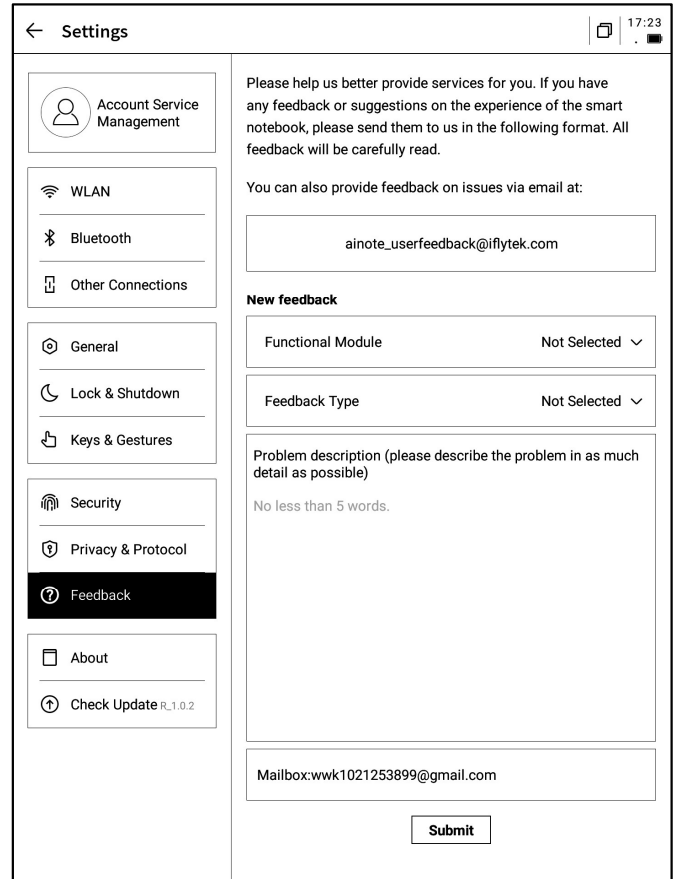 Settings
17:23
Account Service
Management
WLAN
Bluetooth
Other Connections
General
Lock & Shutdown
Keys & Gestures
Security
Privacy & Protocol
Feedback
About
Check Update R_1.0.2
Please help us better provide services for you. If you have
any feedback or suggestions on the experience of the smart
notebook, please send them to us in the following format. All
feedback will be carefully read.
You can also provide feedback on issues via email at:
ainote_userfeedback@iflytek.com
New feedback
Functional Module Not Selected
Feedback Type Not Selected
Problem description (please describe the problem in as much
detail as possible)
No less than 5 words.
Mailbox:wwk1021253899@gmail.com
Submit